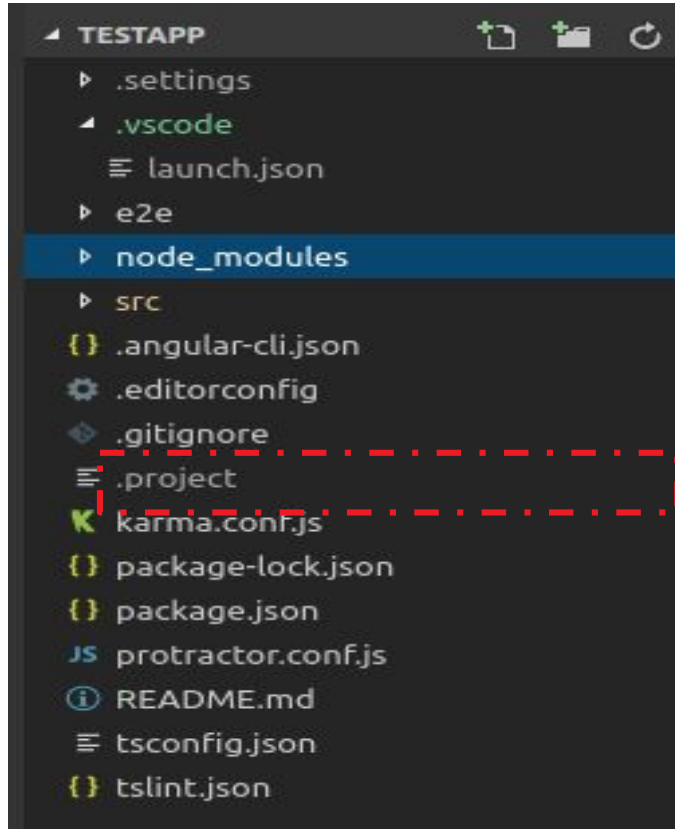 TESTAPP
.settings
.vscode
launch.json
e2e
node_modules
src
{} .angular-cli.json
.editorconfig
.gitignore
.project
K karma.conf.js
{} package-lock.json
{} package.json
JS protractor.conf.js
README.md
tsconfig.json
{} tslint.json